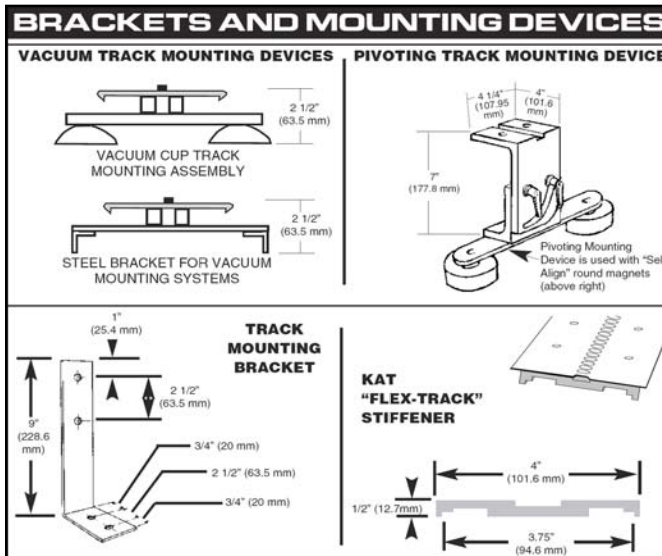 BRACKETS AND MOUNTING DEVICES
VACUUM TRACK MOUNTING DEVICES
2 1/2"
(63.5 mm)
VACUUM CUP TRACK
MOUNTING ASSEMBLY
2 1/2"
(63.5 mm)
STEEL BRACKET FOR VACUUM
MOUNTING SYSTEMS
PIVOTING TRACK MOUNTING DEVICE
4 1/4"
(107.95
mm)
4"
(101.6
mm)
7"
(177.8 mm)
Pivoting Mounting
Device is used with "Sel
Align" round magnets
(above right)
TRACK
MOUNTING
BRACKET
1"
(25.4 mm)
2 1/2"
(63.5 mm)
9"
(228.6
mm)
3/4" (20 mm)
2 1/2" (63.5 mm)
3/4" (20 mm)
KAT
"FLEX-TRACK"
STIFFENER
4"
(101.6 mm)
1/2" (12.7mm)
3.75"
(94.6 mm)